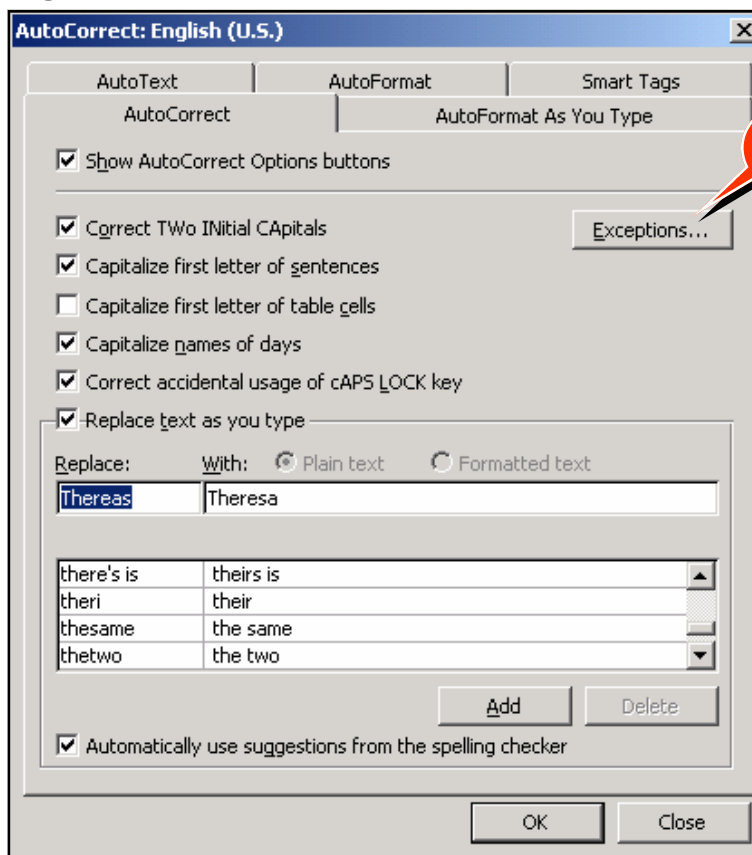 AutoCorrect: English (U.S.)
AutoText AutoFormat Smart Tags
AutoCorrect AutoFormat As You Type
Show AutoCorrect Options buttons
Correct TWo INitial CApitals
Exceptions...
Capitalize first letter of sentences
Capitalize first letter of table cells
Capitalize names of days
Correct accidental usage of cAPS LOCK key
Replace text as you type
Replace: With: Plain text Formatted text
Thereas Theresa
there's is theirs is
theri their
thesame the same
thetwo the two
Add Delete
Automatically use suggestions from the spelling checker
OK Close